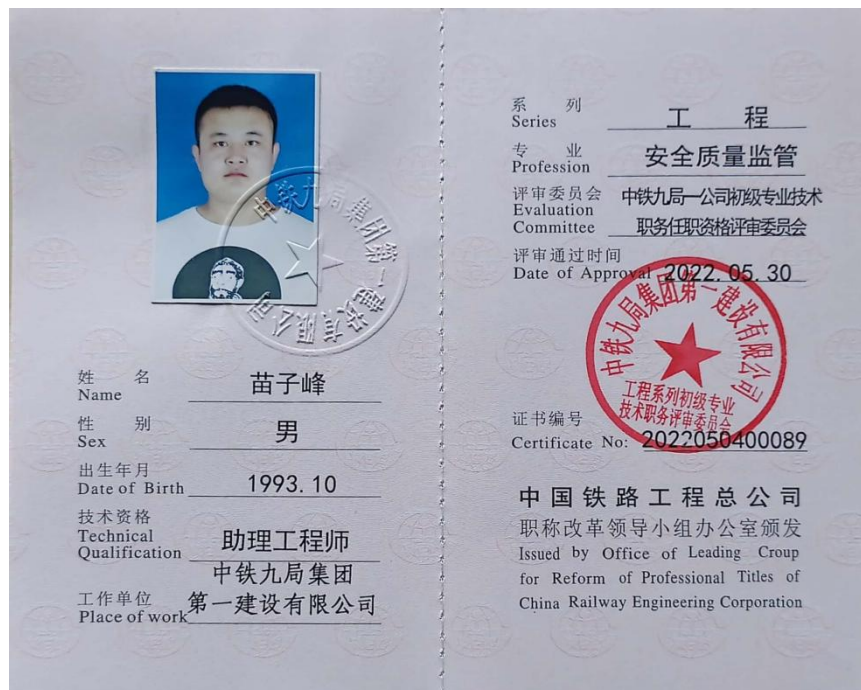 中铁九局集团第一建设有限公司
姓 名
Name
苗子峰
性 别
Sex
男
出生年月
Date of Birth
1993.10
技术资格
Technical
Qualification
助理工程师
工作单位
Place of work
中铁九局集团
第一建设有限公司
系 列
Series
工 程
专 业
Profession
安全质量监管
评审委员会
Evaluation
Committee
中铁九局一公司初级专业技术
职务任职资格评审委员会
评审通过时间
Date of Approval 2022.05.30
中铁九局集团第一建设有限公司
工程系列初级专业
技术职务评审委员会
证书编号
Certificate No: 2022050400089
中国铁路工程总公司
职称改革领导小组办公室颁发
Issued by Office of Leading Croup
for Reform of Professional Titles of
China Railway Engineering Corporation